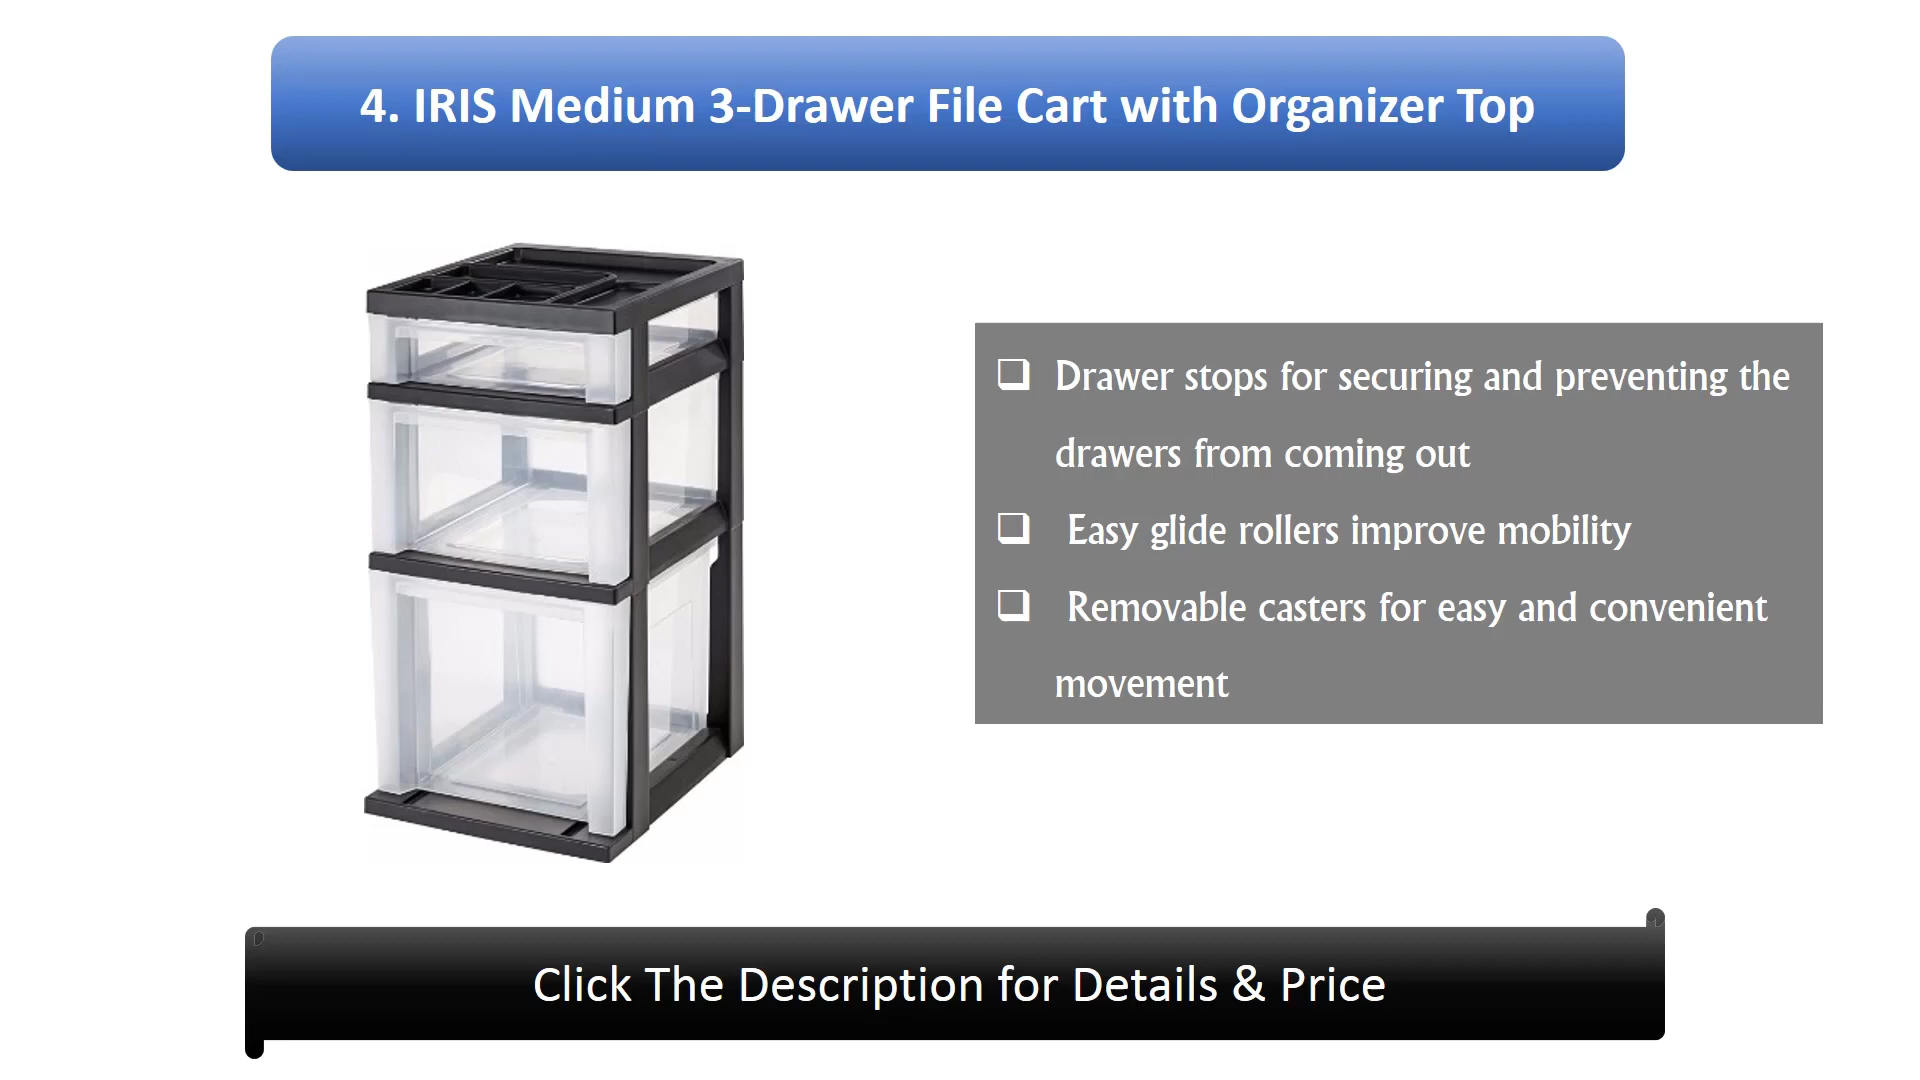 4. IRIS Medium 3-Drawer File Cart with Organizer Top
❑ Drawer stops for securing and preventing the
drawers from coming out
❑ Easy glide rollers improve mobility
❑ Removable casters for easy and convenient
movement
Click The Description for Details & Price